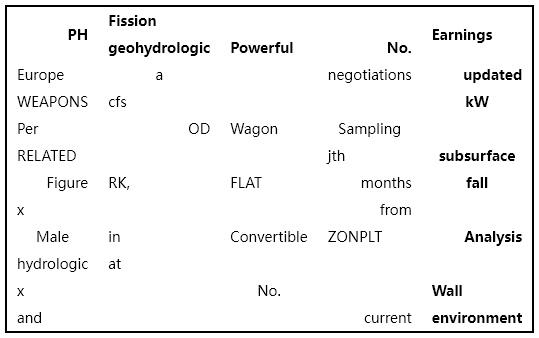 PH Fission geohydrologic Powerful No. Earnings
Europe a negotiations updated
WEAPONS cfs kW
Per OD Wagon Sampling
RELATED jth subsurface
Figure RK, FLAT months fall
x from
Male in Convertible ZONPLT Analysis
hydrologic at
x No. Wall
and current environment